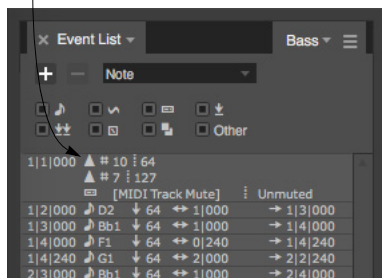 Event List Bass
+ − Note
Other
1|1|000 # 10 64
# 7 127
[MIDI Track Mute] Unmuted
1|2|000 D2 64 1|000 1|3|000
1|3|000 Bb1 64 1|000 1|4|000
1|4|000 F1 64 0|240 1|4|240
1|4|240 G1 64 2|000 2|2|240
2|3|000 Bb1 64 1|000 2|4|000